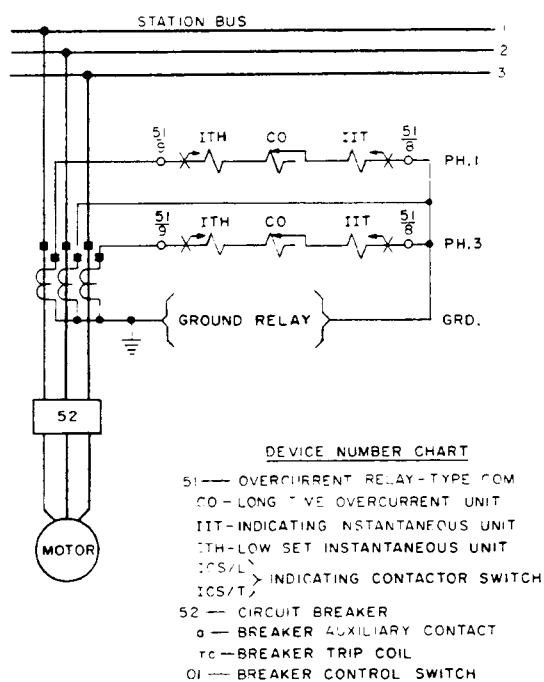 STATION BUS
1
2
3
51/9 ITH CO IIT 51/8 PH.1
51/9 ITH CO IIT 51/8 PH.3
GROUND RELAY GRD.
52
MOTOR
DEVICE NUMBER CHART
51 — OVERCURRENT RELAY-TYPE COM
CO - LONG TIME OVERCURRENT UNIT
IIT-INDICATING INSTANTANEOUS UNIT
ITH-LOW SET INSTANTANEOUS UNIT
ICS/L
ICS/T } INDICATING CONTACTOR SWITCH
52 — CIRCUIT BREAKER
a — BREAKER AUXILIARY CONTACT
TC — BREAKER TRIP COIL
01 — BREAKER CONTROL SWITCH